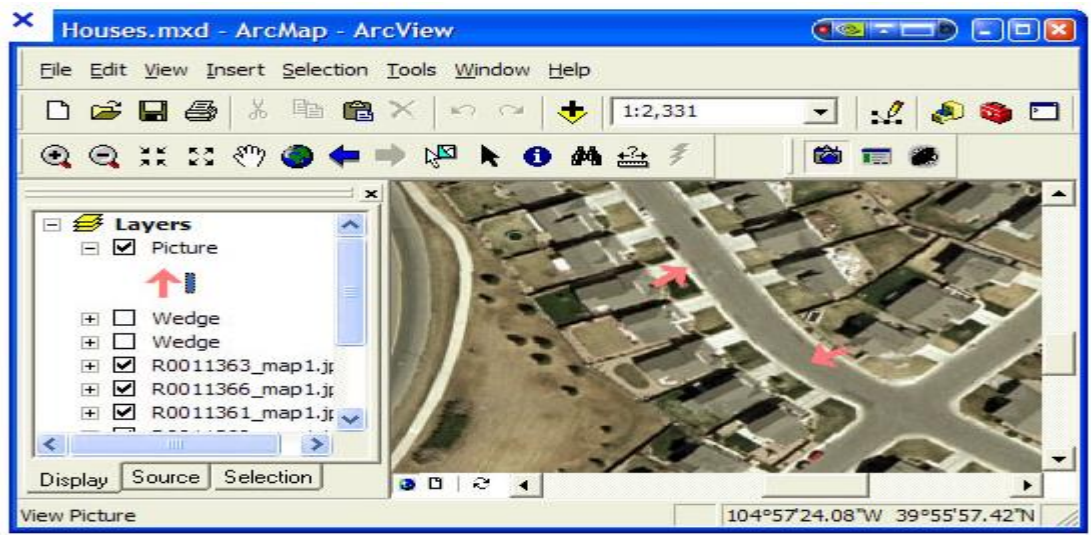 Houses.mxd - ArcMap - ArcView
File Edit View Insert Selection Tools Window Help
1:2,331
Layers
Picture
Wedge
Wedge
R0011363_map1.jp
R0011366_map1.jp
R0011361_map1.jp
Display Source Selection
View Picture
104°57'24.08"W 39°55'57.42"N